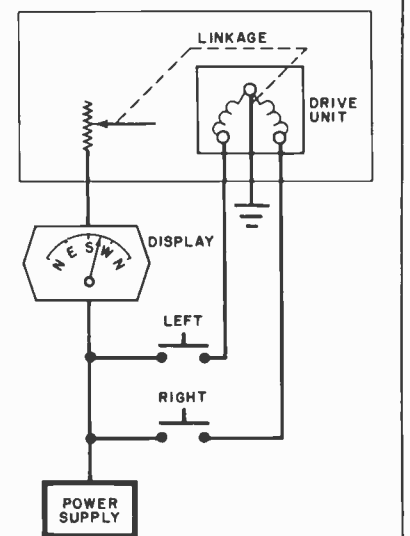 LINKAGE
DRIVE
UNIT
DISPLAY
N E S W N
LEFT
RIGHT
POWER
SUPPLY